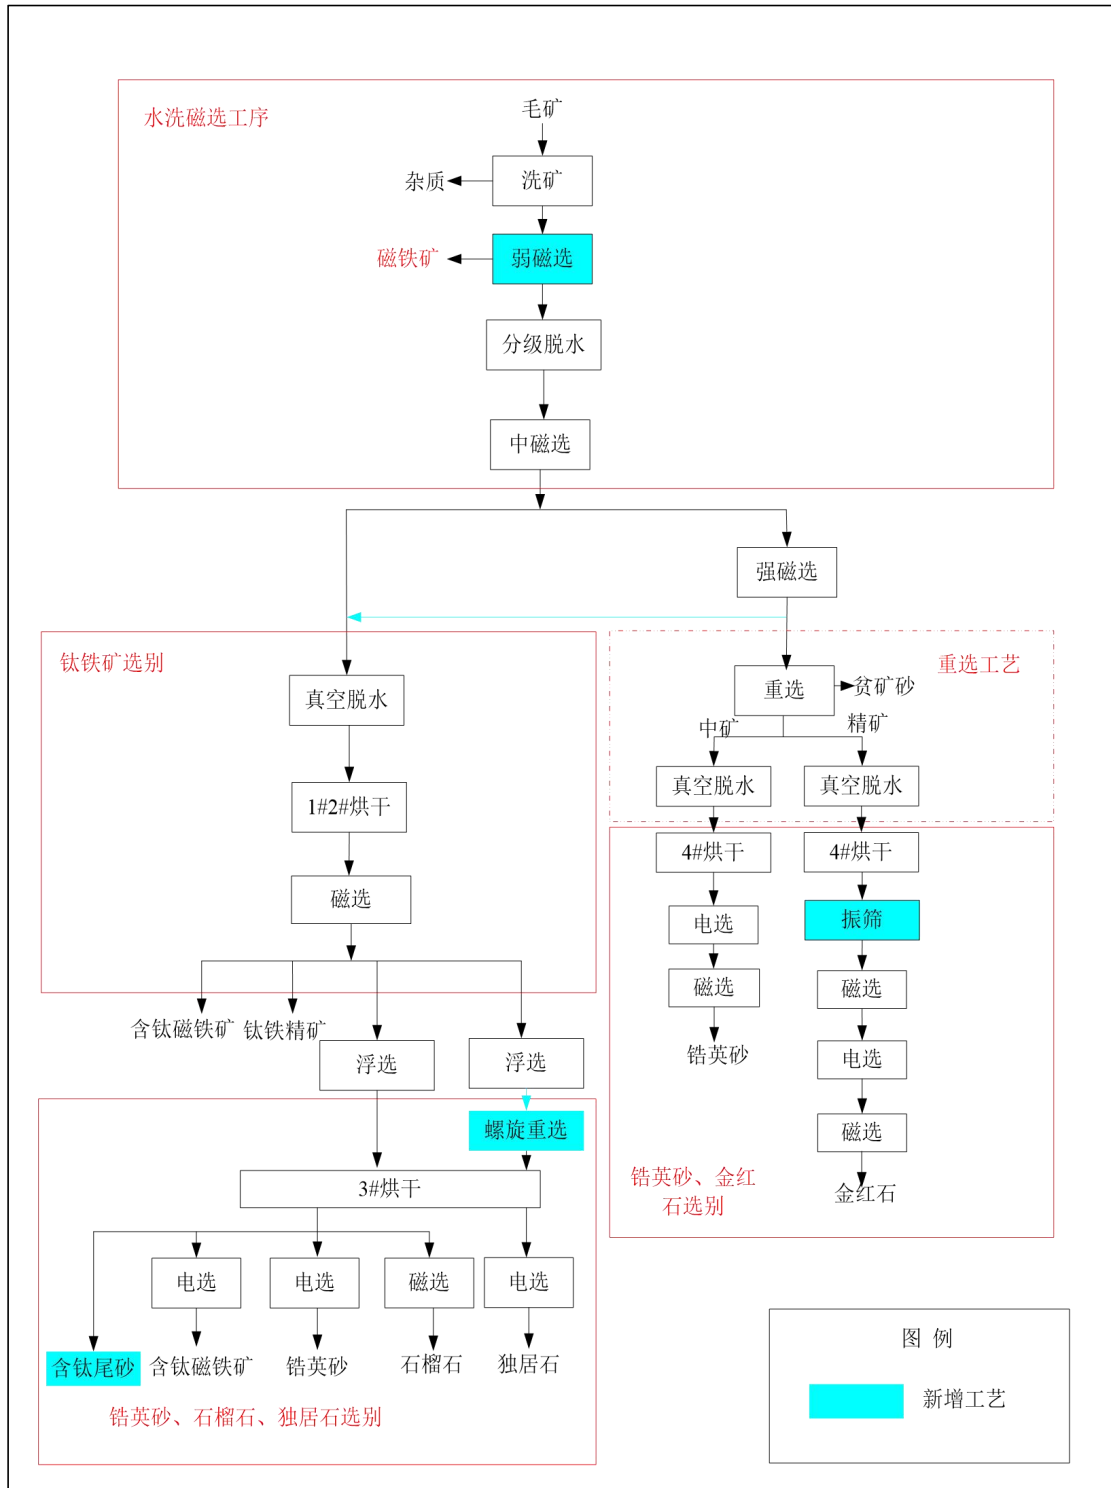 水洗磁选工序
毛矿
杂质
洗矿
磁铁矿
弱磁选
分级脱水
中磁选
强磁选
钛铁矿选别
重选工艺
真空脱水
重选
贫矿砂
中矿
精矿
真空脱水
真空脱水
1#2#烘干
4#烘干
4#烘干
磁选
电选
振筛
磁选
磁选
含钛磁铁矿
钛铁精矿
锆英砂
电选
浮选
浮选
螺旋重选
磁选
3#烘干
锆英砂、金红
石选别
金红石
电选
电选
磁选
电选
含钛尾砂
含钛磁铁矿
锆英砂
石榴石
独居石
锆英砂、石榴石、独居石选别
图 例
新增工艺